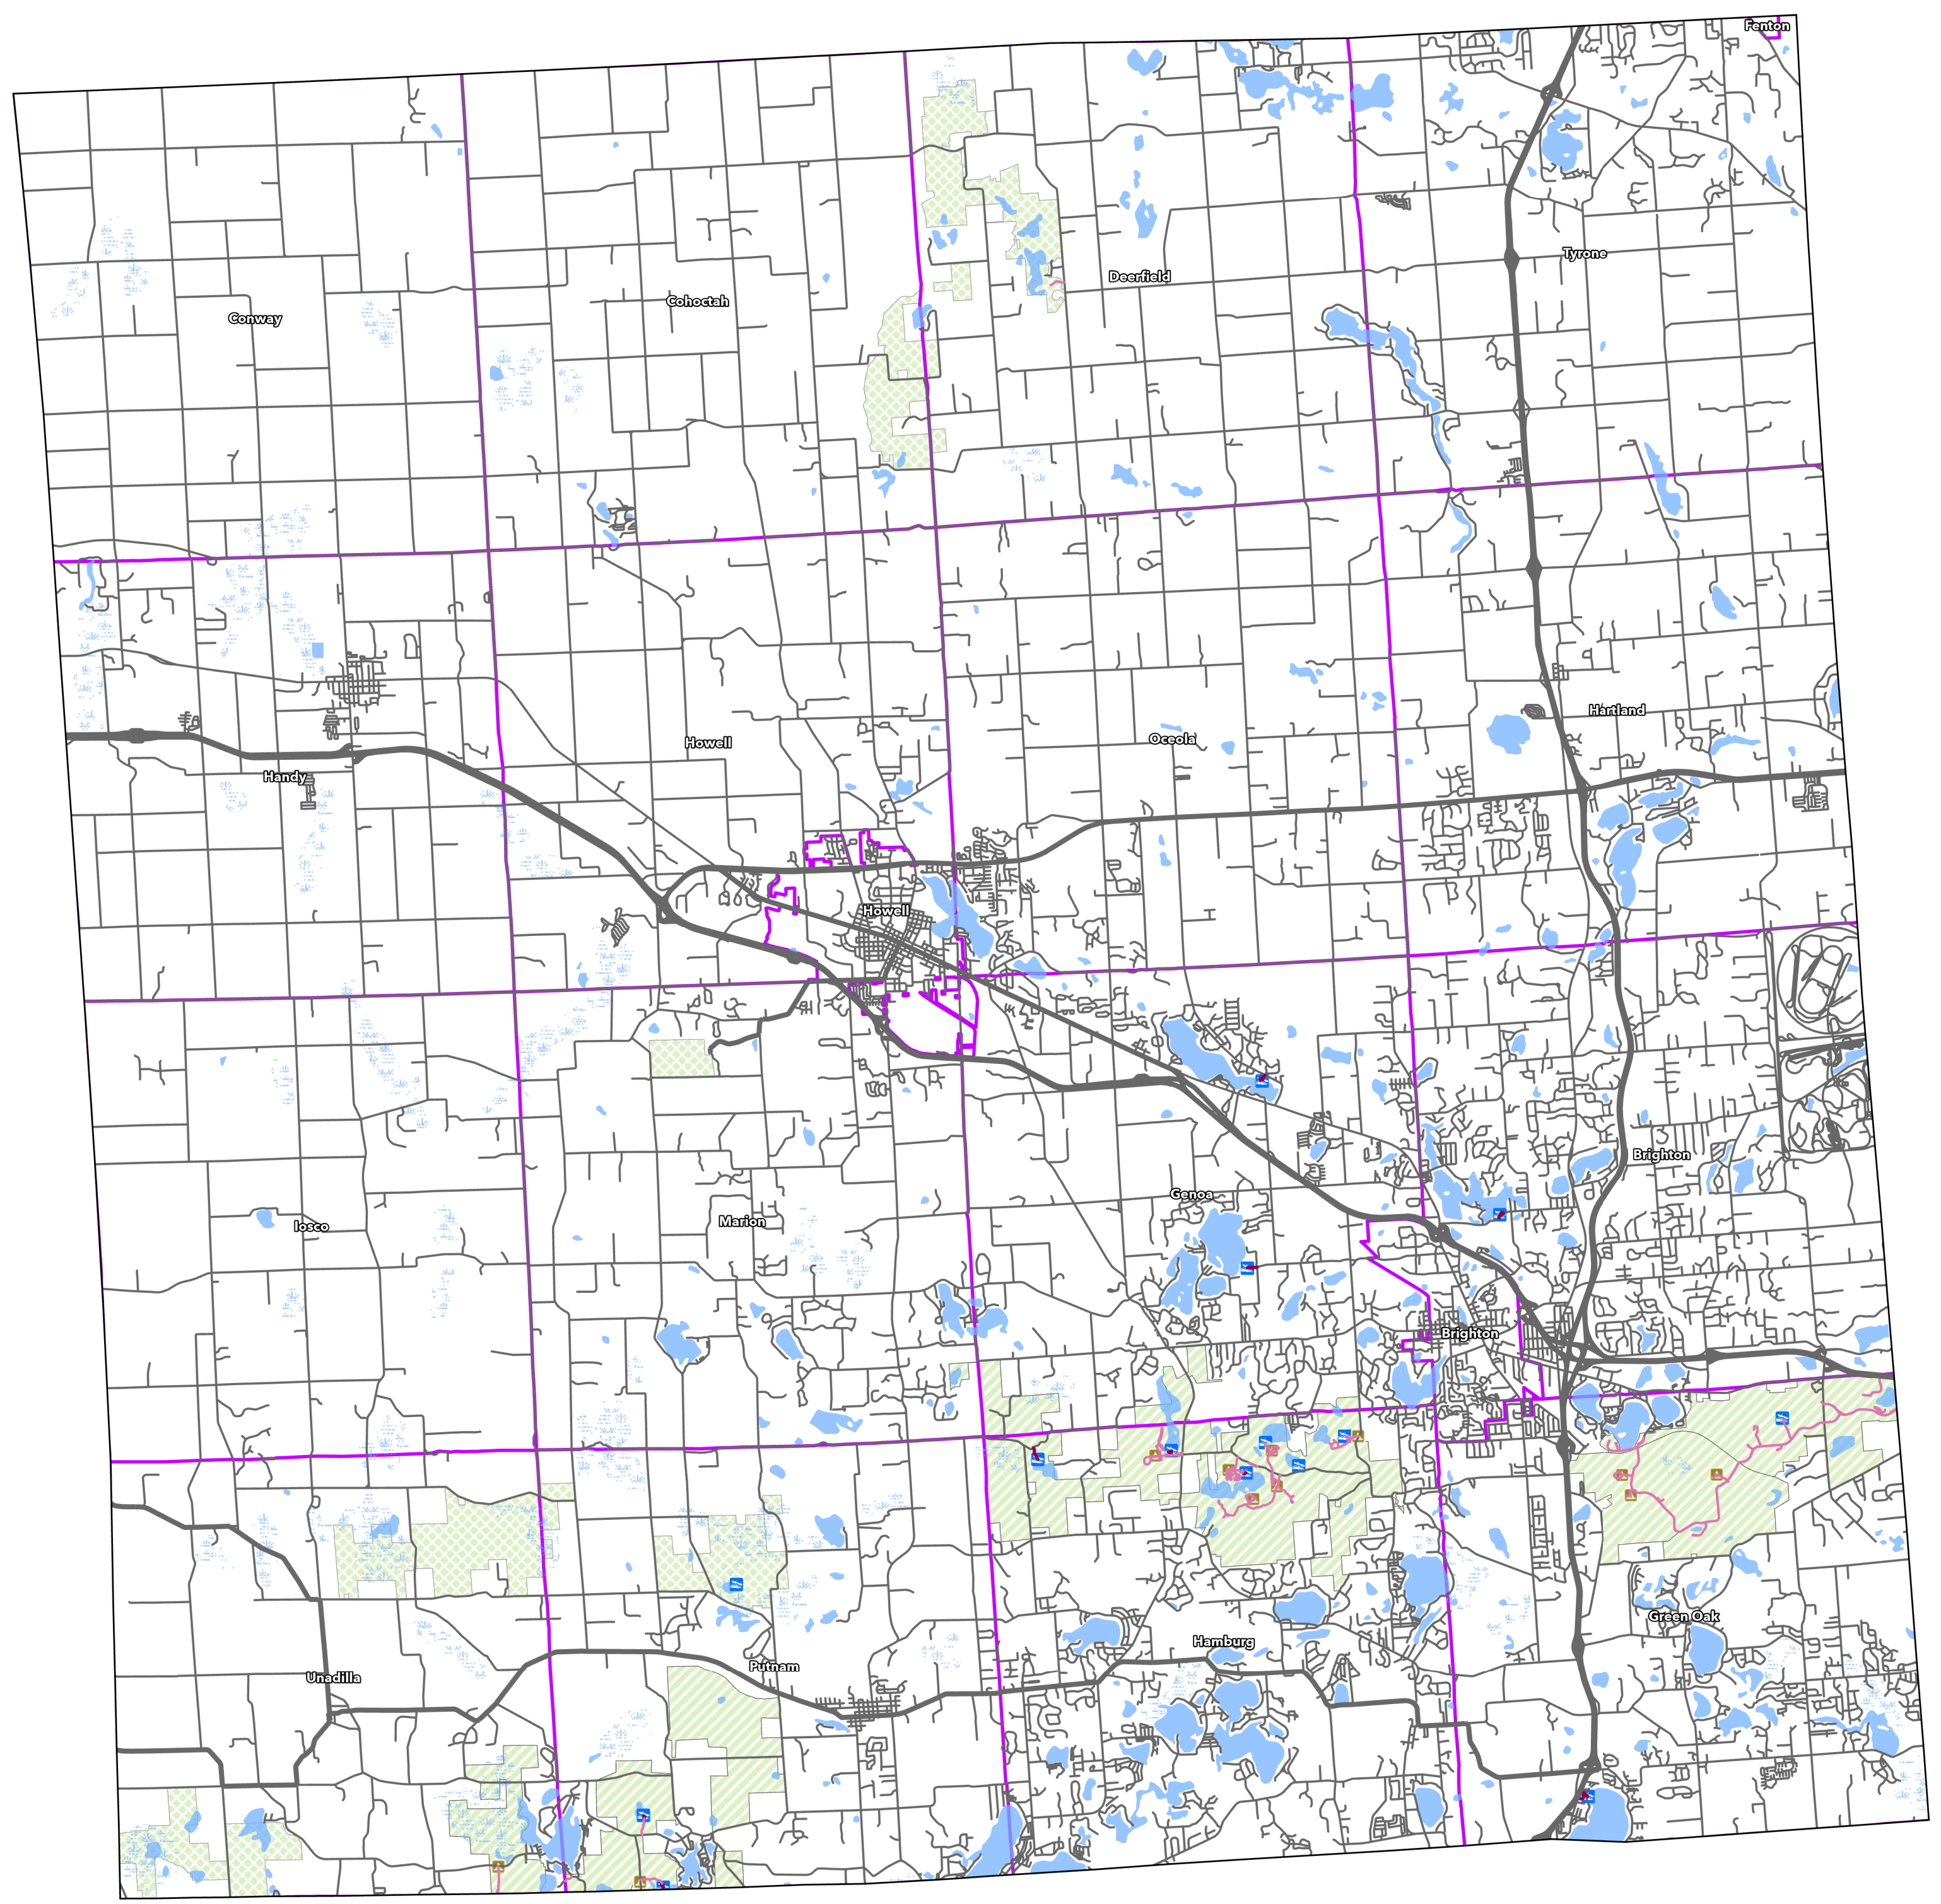 Fenton
Tyrone
Deerfield
Cohoctah
Conway
Hartland
Oceola
Howell
Handy
Howell
Brighton
Genoa
Marion
Iosco
Brighton
Green Oak
Hamburg
Putnam
Unadilla